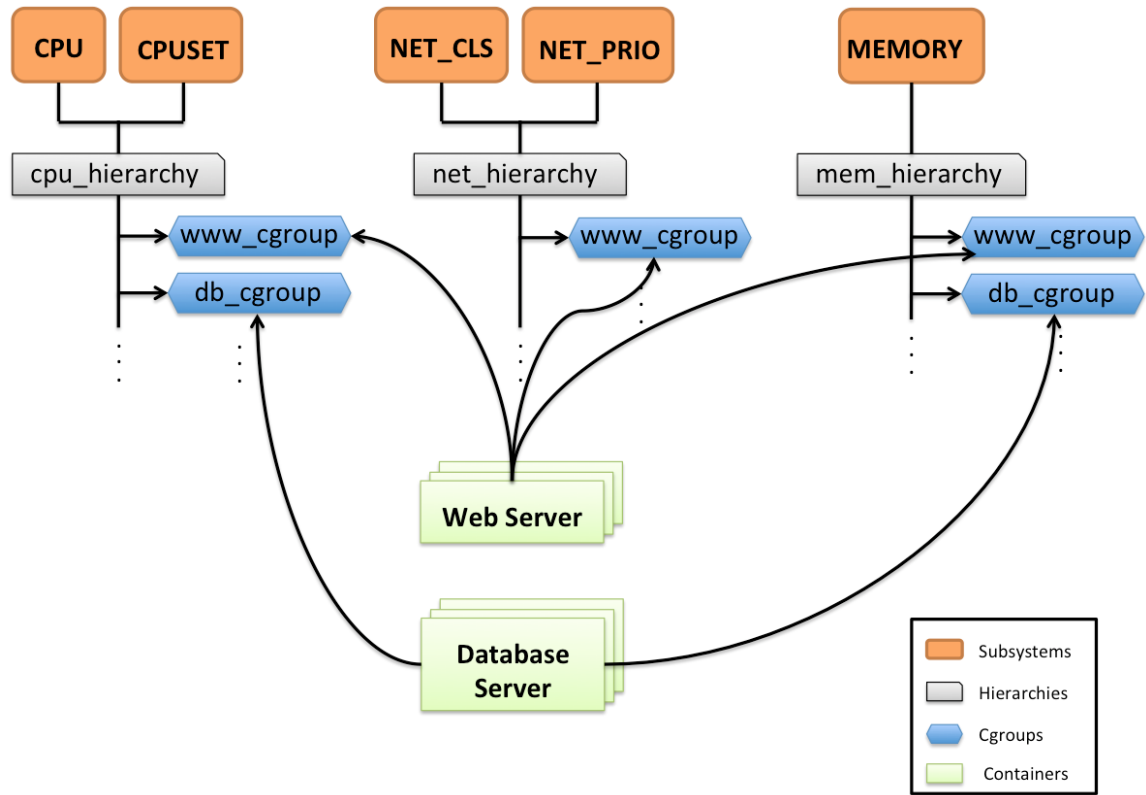 CPU
CPUSET
NET_CLS
NET_PRIO
MEMORY
cpu_hierarchy
net_hierarchy
mem_hierarchy
www_cgroup
www_cgroup
www_cgroup
db_cgroup
db_cgroup
Web Server
Database
Server
Subsystems
Hierarchies
Cgroups
Containers